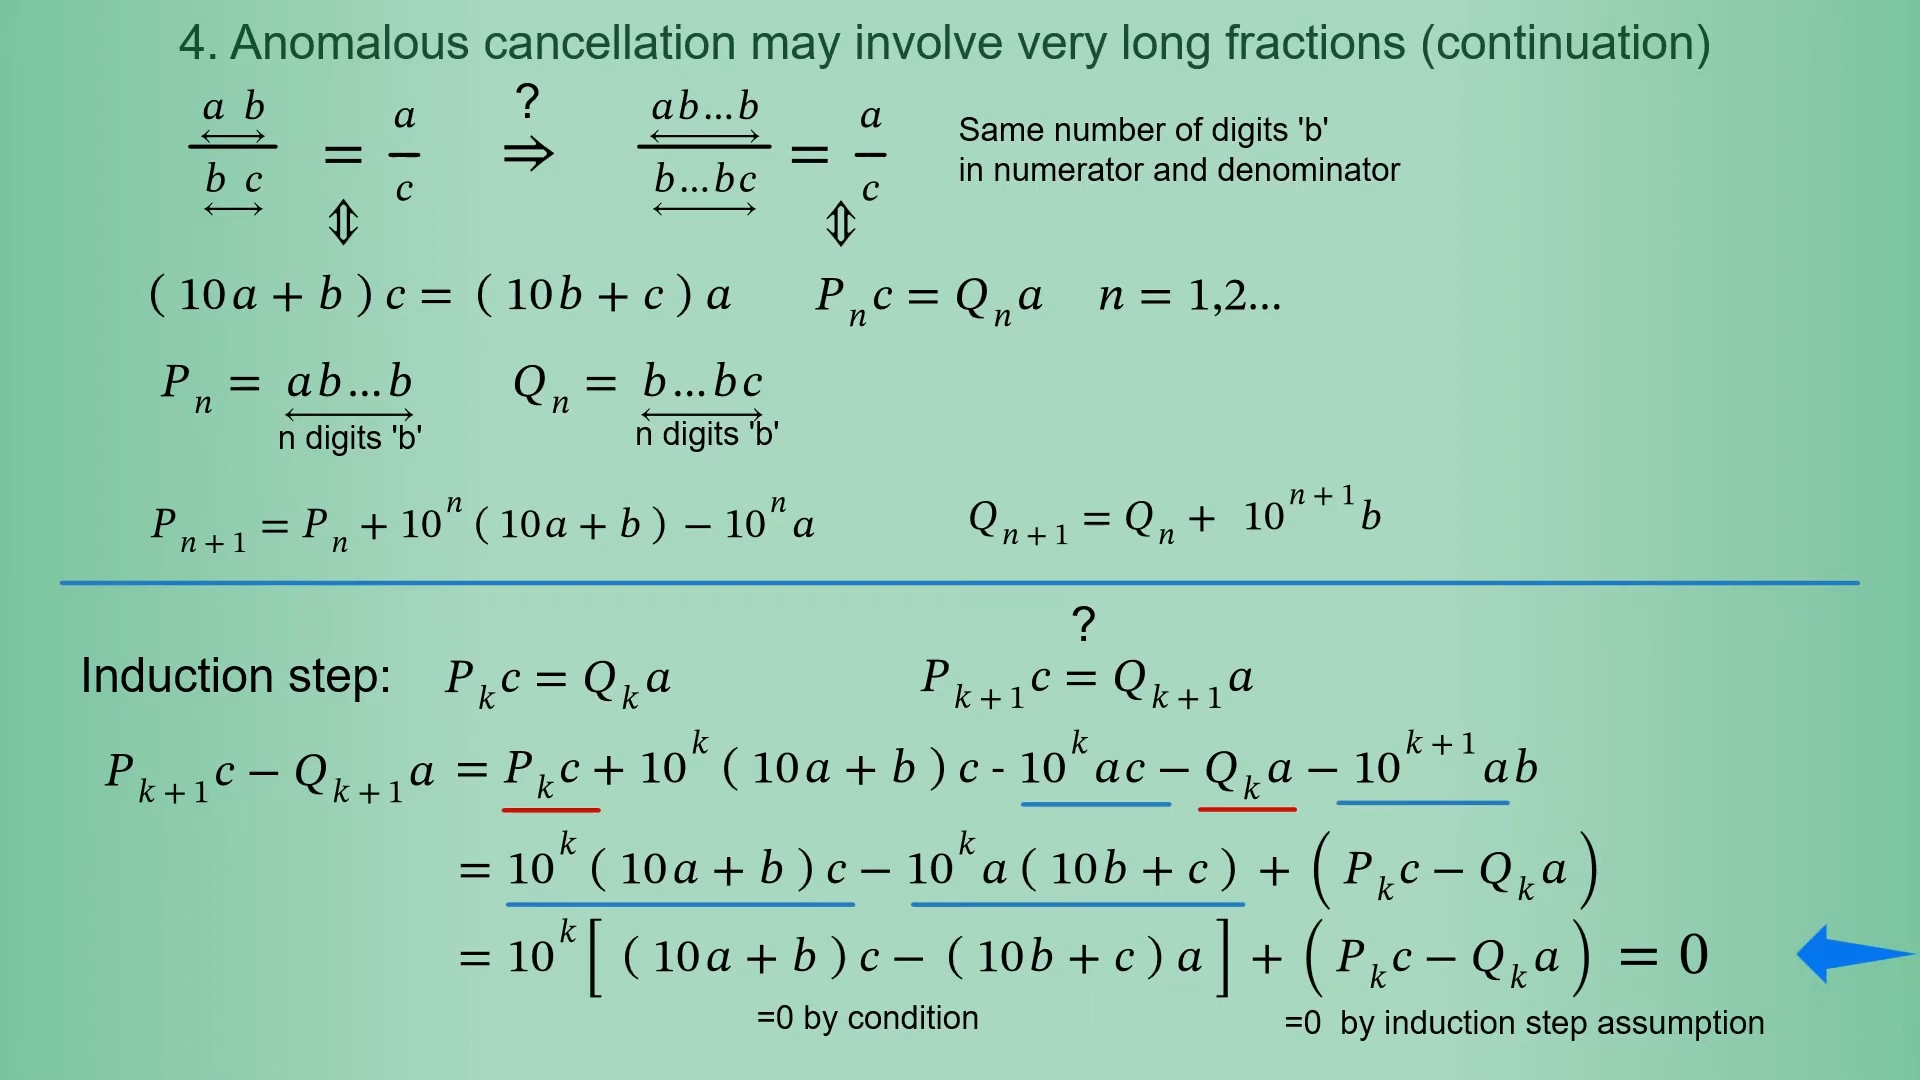 4. Anomalous cancellation may involve very long fractions (continuation)
a b / b c = a / c ?⇒ ab...b / b...bc = a / c
Same number of digits 'b'
in numerator and denominator
⇕ ⇕
( 10a + b ) c = ( 10b + c ) a P_n c = Q_n a n = 1,2...
P_n = ab...b Q_n = b...bc
n digits 'b' n digits 'b'
P_{n+1} = P_n + 10^n ( 10a + b ) − 10^n a Q_{n+1} = Q_n + 10^{n+1} b
?
Induction step: P_k c = Q_k a P_{k+1} c = Q_{k+1} a
P_{k+1} c − Q_{k+1} a = P_k c + 10^k ( 10a + b ) c - 10^k ac − Q_k a − 10^{k+1} ab
= 10^k ( 10a + b ) c − 10^k a ( 10b + c ) + ( P_k c − Q_k a )
= 10^k [ ( 10a + b ) c − ( 10b + c ) a ] + ( P_k c − Q_k a ) = 0
=0 by condition =0 by induction step assumption